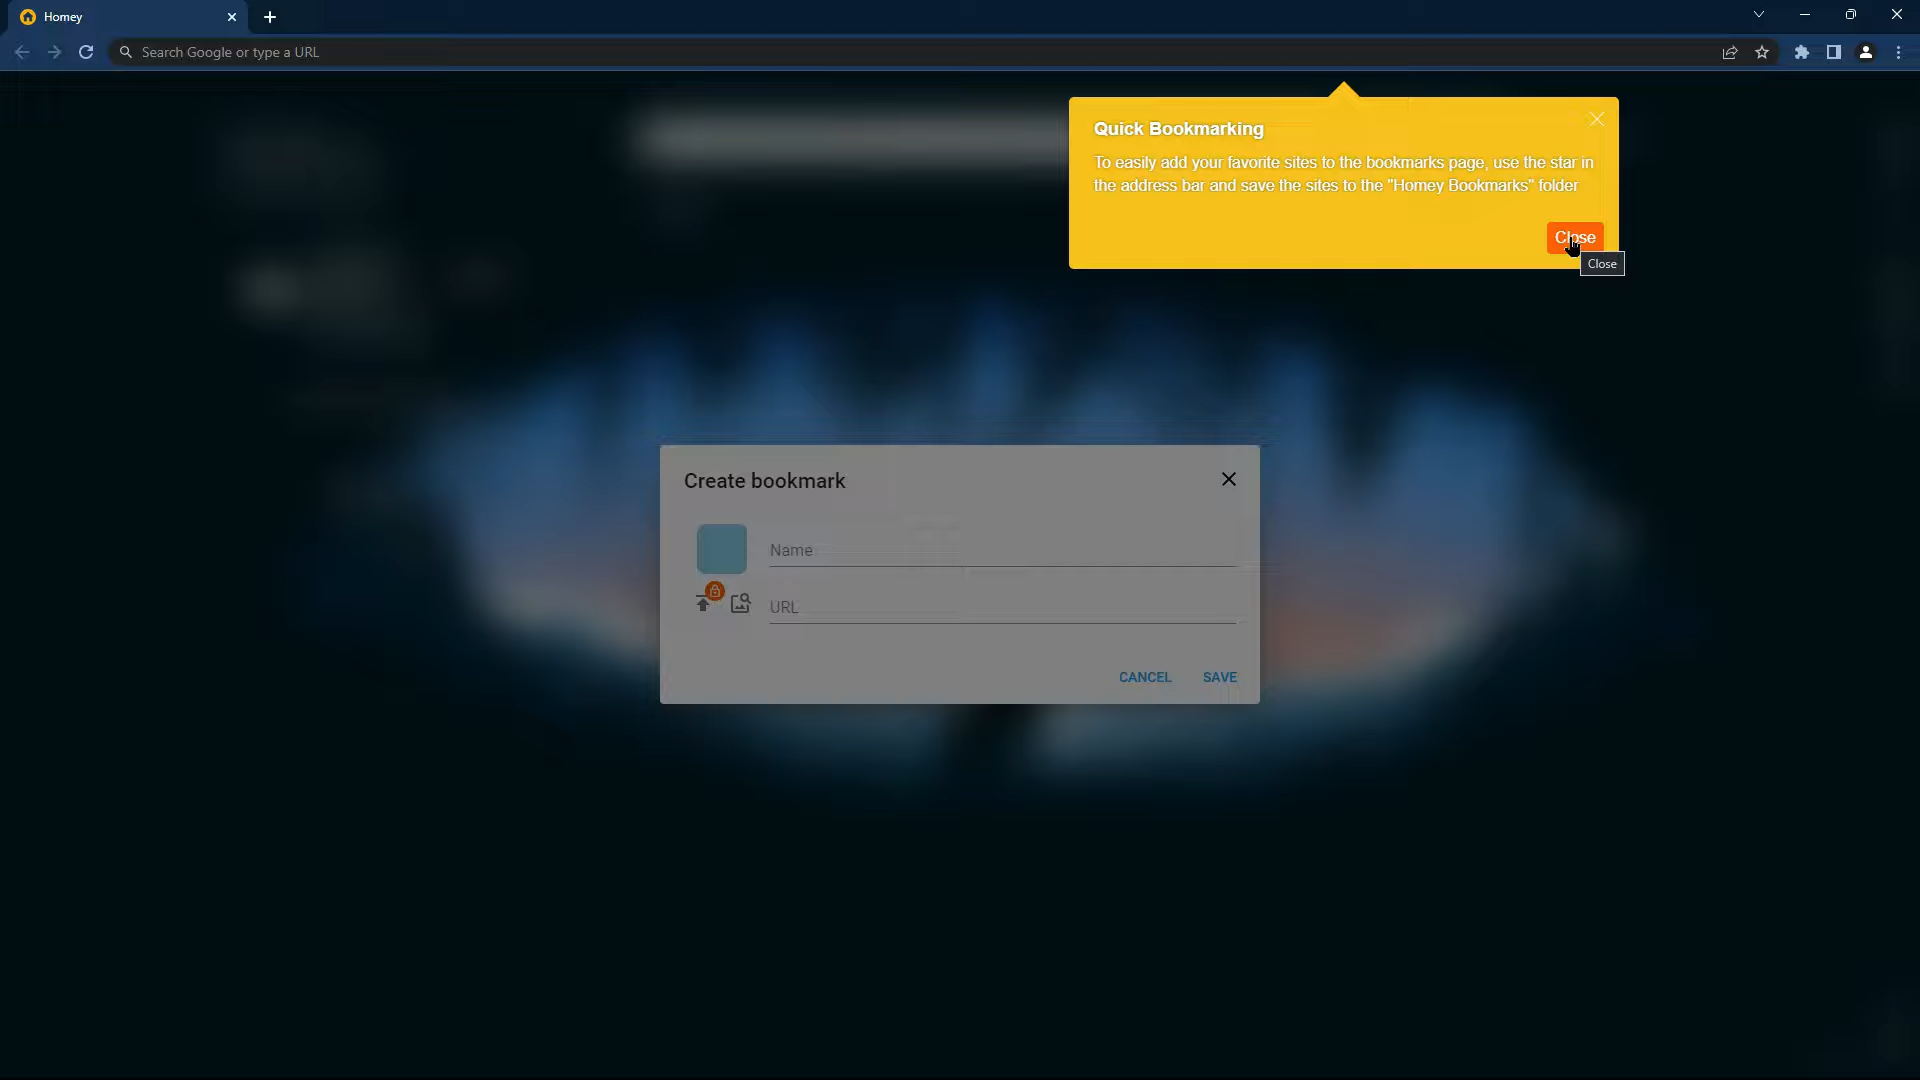 Homey
Search Google or type a URL
Quick Bookmarking
To easily add your favorite sites to the bookmarks page, use the star in
the address bar and save the sites to the "Homey Bookmarks" folder
Close
Close
Create bookmark
Name
URL
CANCEL SAVE